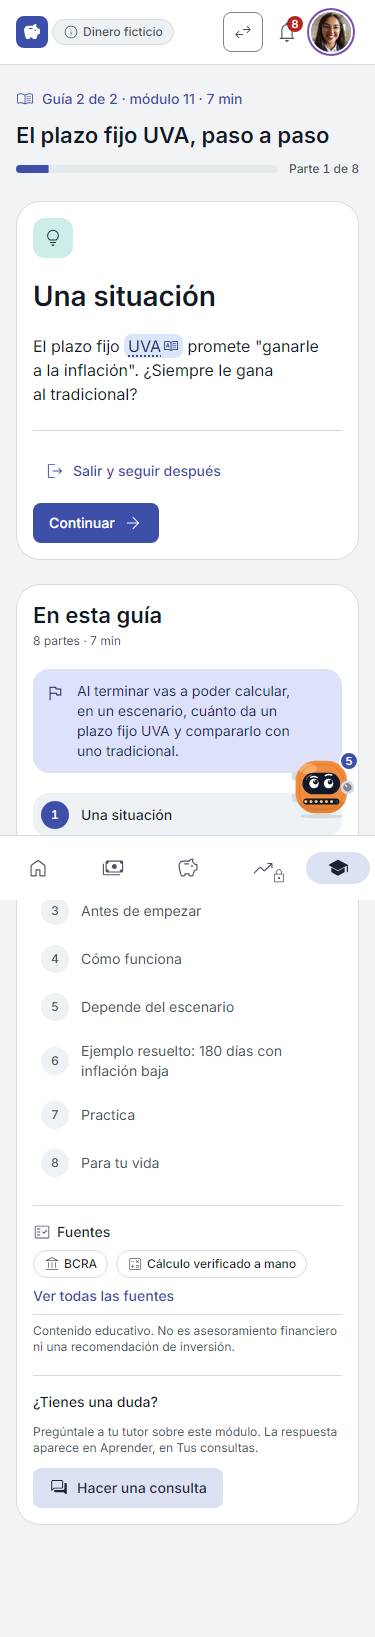 Dinero ficticio
8
Guía 2 de 2 · módulo 11 · 7 min
El plazo fijo UVA, paso a paso
Parte 1 de 8
Una situación
El plazo fijo UVA promete "ganarle
a la inflación". ¿Siempre le gana
al tradicional?
Salir y seguir después
Continuar
En esta guía
8 partes · 7 min
Al terminar vas a poder calcular,
en un escenario, cuánto da un
plazo fijo UVA y compararlo con
uno tradicional.
5
1 Una situación
3 Antes de empezar
4 Cómo funciona
5 Depende del escenario
6 Ejemplo resuelto: 180 días con
inflación baja
7 Practica
8 Para tu vida
Fuentes
BCRA
Cálculo verificado a mano
Ver todas las fuentes
Contenido educativo. No es asesoramiento financiero
ni una recomendación de inversión.
¿Tienes una duda?
Pregúntale a tu tutor sobre este módulo. La respuesta
aparece en Aprender, en Tus consultas.
Hacer una consulta